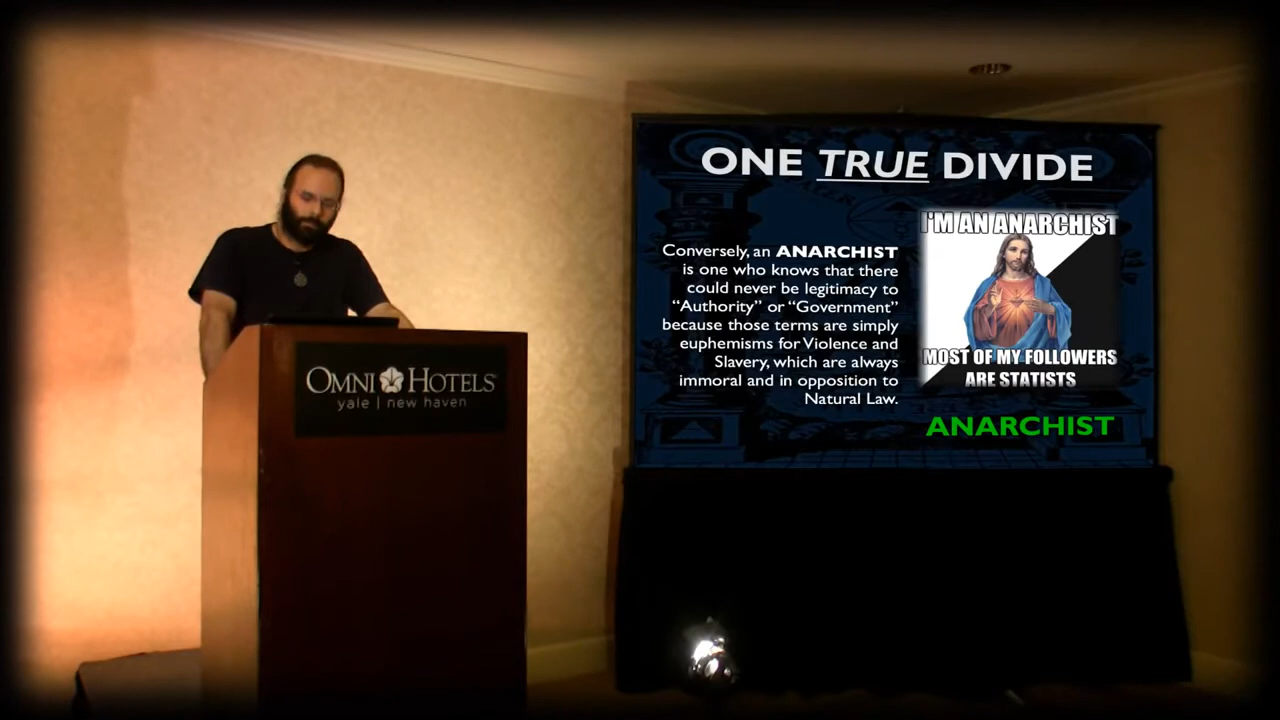 OMNI HOTELS
yale | new haven
ONE TRUE DIVIDE
Conversely, an ANARCHIST
is one who knows that there
could never be legitimacy to
“Authority” or “Government”
because those terms are simply
euphemisms for Violence and
Slavery, which are always
immoral and in opposition to
Natural Law.
I'M AN ANARCHIST
MOST OF MY FOLLOWERS
ARE STATISTS
ANARCHIST